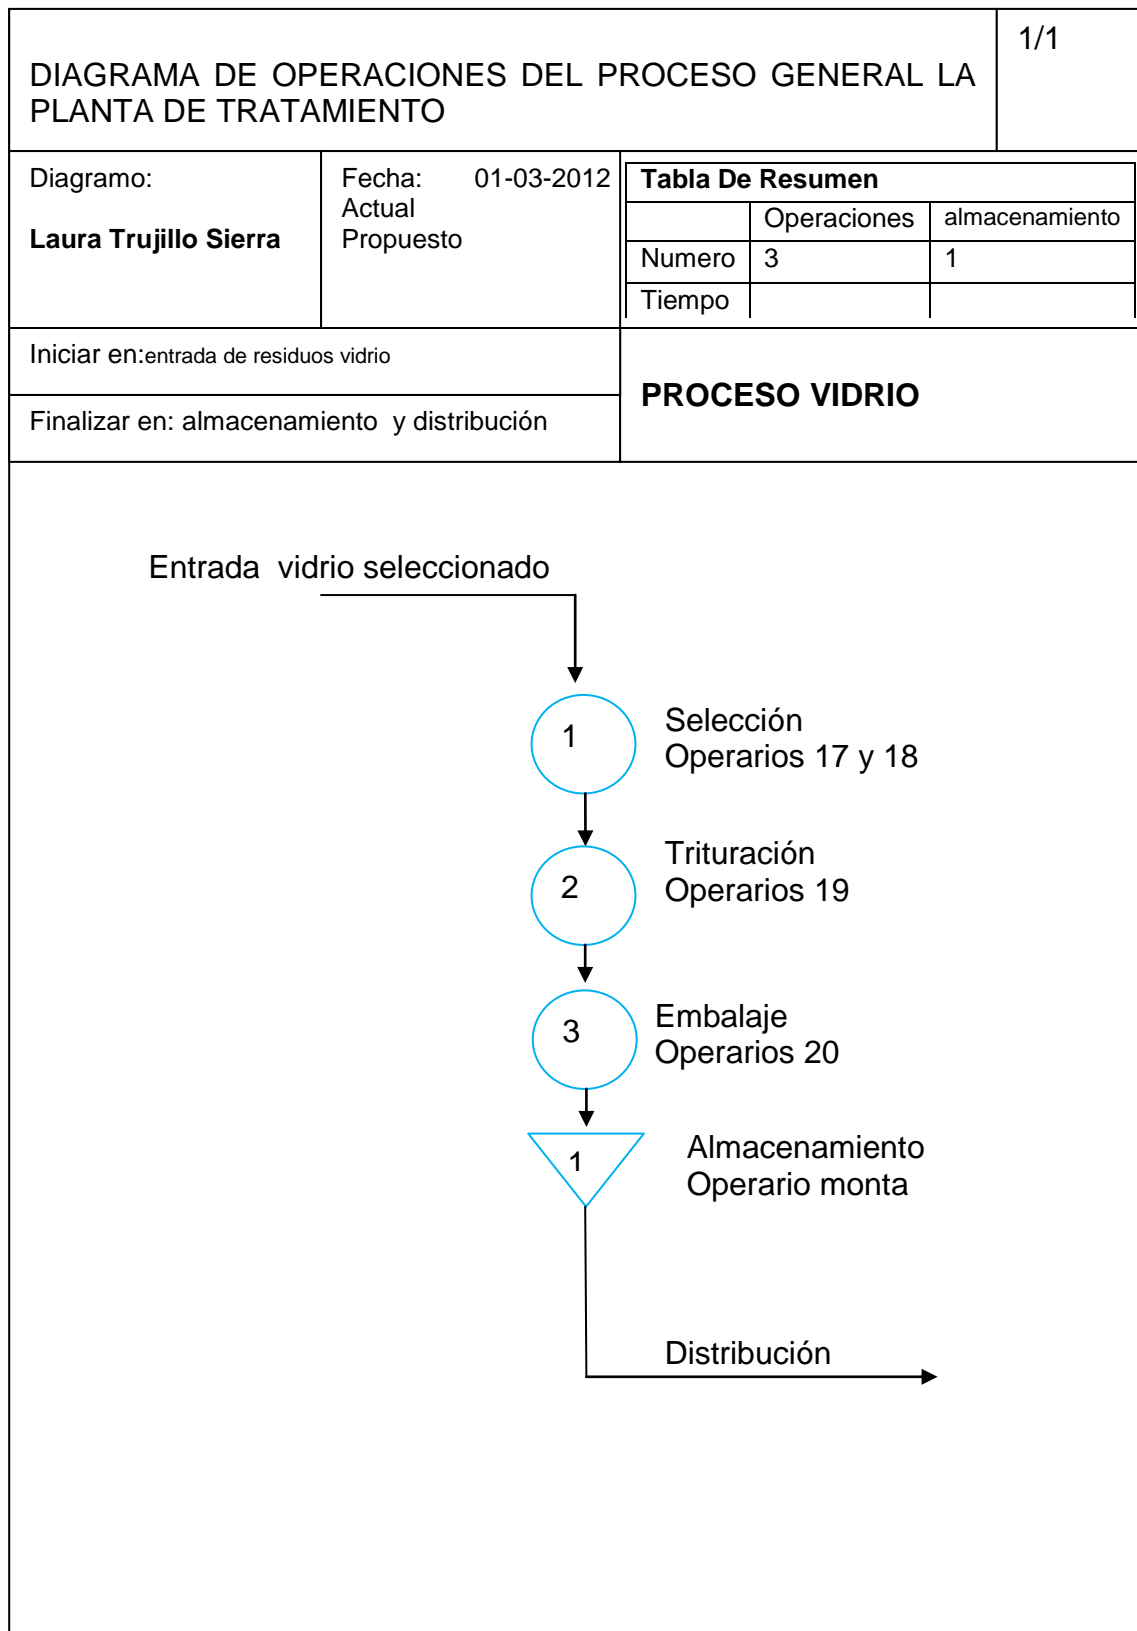 DIAGRAMA DE OPERACIONES DEL PROCESO GENERAL LA
PLANTA DE TRATAMIENTO
1/1
Diagramo:
Laura Trujillo Sierra
Fecha: 01-03-2012
Actual
Propuesto
Tabla De Resumen
Operaciones almacenamiento
Numero 3 1
Tiempo
Iniciar en:entrada de residuos vidrio
Finalizar en: almacenamiento y distribución
PROCESO VIDRIO
Entrada vidrio seleccionado
1
Selección
Operarios 17 y 18
2
Trituración
Operarios 19
3
Embalaje
Operarios 20
1
Almacenamiento
Operario monta
Distribución